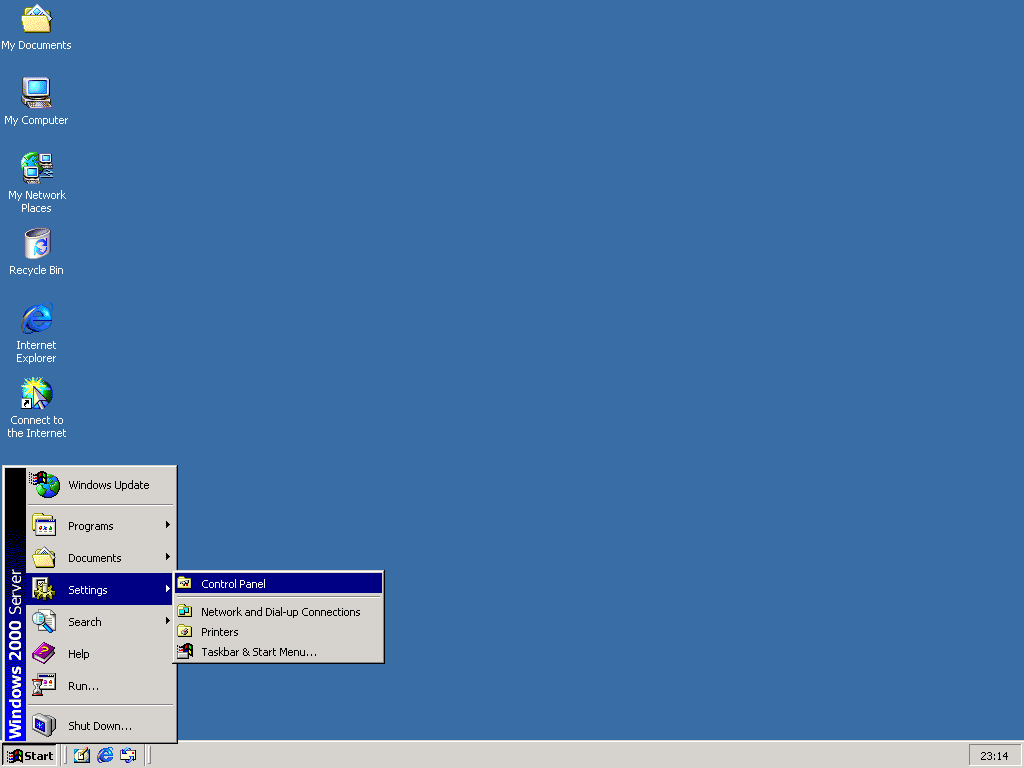 My Documents
My Computer
My Network
Places
Recycle Bin
Internet
Explorer
Connect to
the Internet
Windows 2000 Server
Windows Update
Programs
Documents
Settings
Search
Help
Run...
Shut Down...
Control Panel
Network and Dial-up Connections
Printers
Taskbar & Start Menu...
Start
23:14